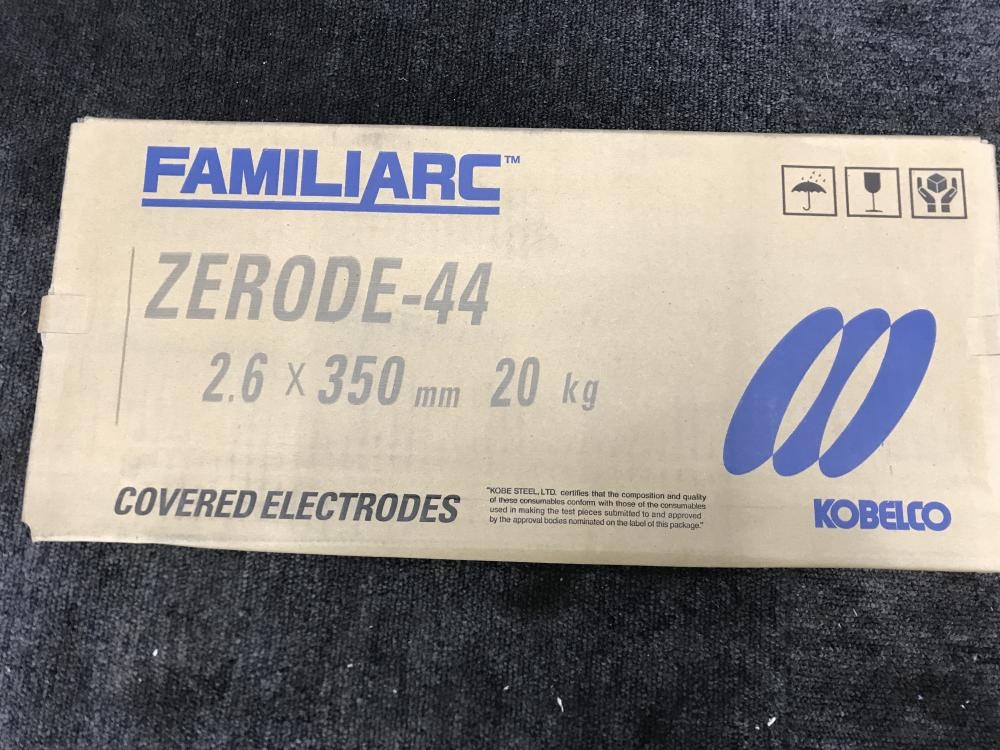 FAMILIARC™
ZERODE-44
2.6 x 350 mm 20 kg
COVERED ELECTRODES
"KOBE STEEL, LTD. certifies that the composition and quality
of these consumables conform with those of the consumables
used in making the test pieces submitted to and approved
by the approval bodies nominated on the label of this package."
KOBELCO